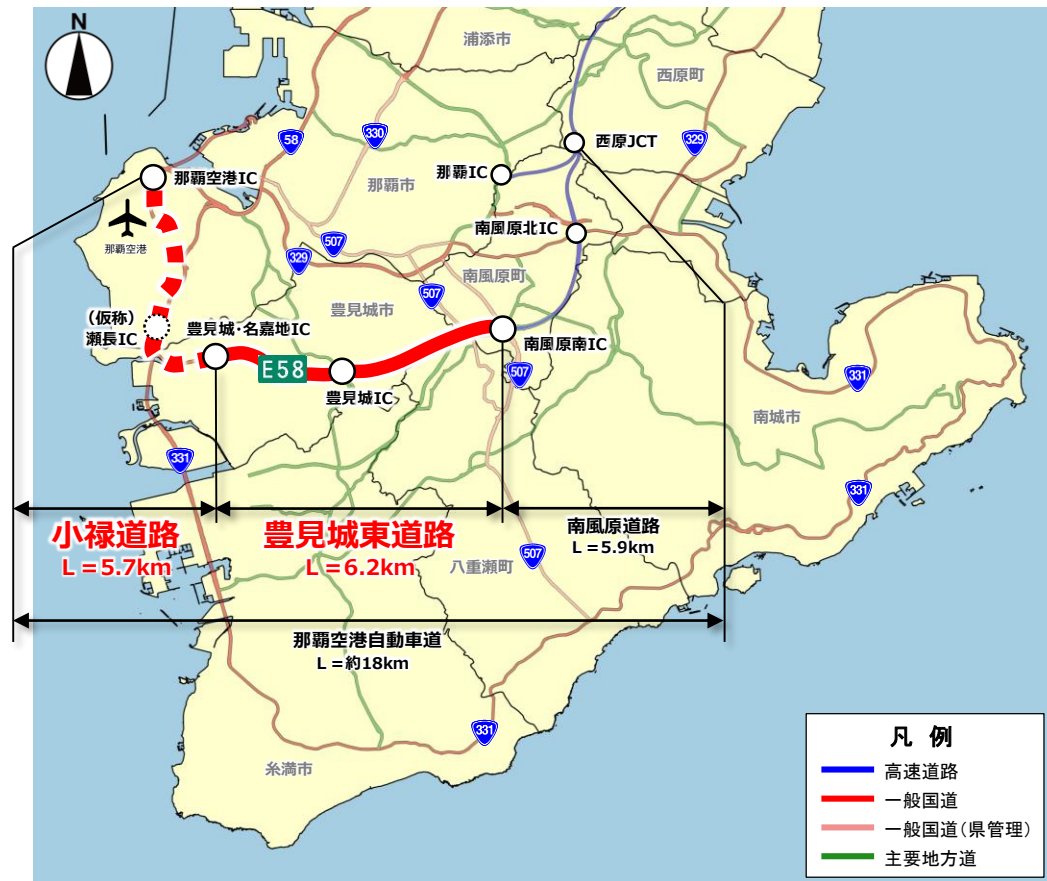 N
浦添市
西原町
58
330
329
西原JCT
那覇IC
那覇空港IC
那覇市
那覇空港
507
南風原北IC
329
南風原町
507
豊見城市
(仮称)
瀬長IC
豊見城・名嘉地IC
南風原南IC
E58
豊見城IC
507
331
南城市
331
331
小禄道路
L=5.7km
豊見城東道路
L=6.2km
南風原道路
L=5.9km
507
八重瀬町
那覇空港自動車道
L=約18km
331
糸満市
凡 例
高速道路
一般国道
一般国道(県管理)
主要地方道